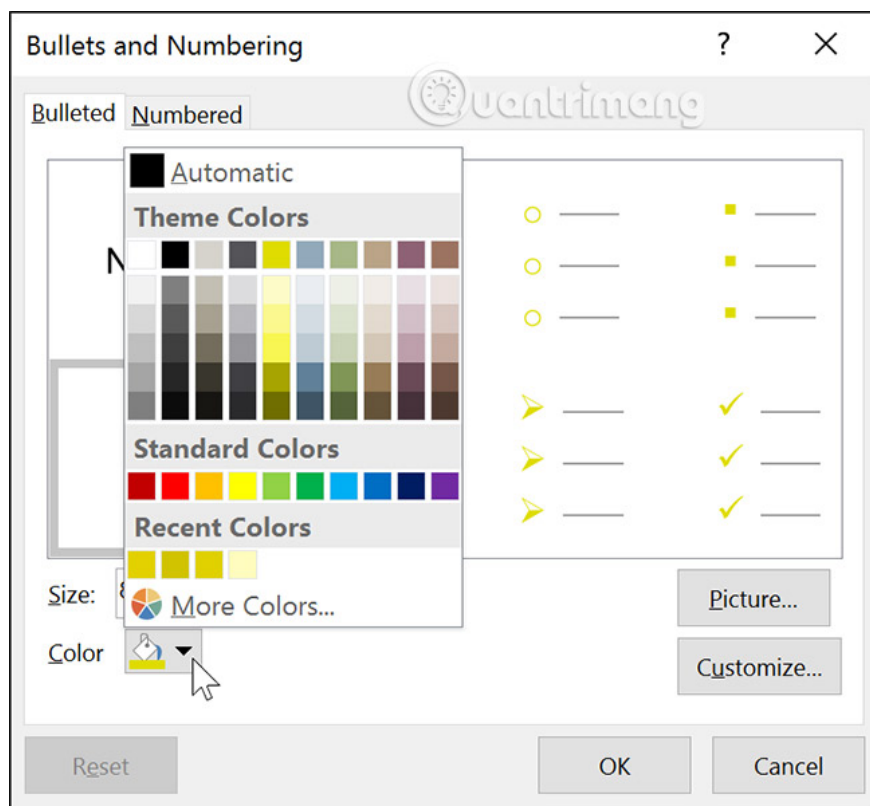 Bullets and Numbering
Quantrimang
Bulleted Numbered
Automatic
Theme Colors
Standard Colors
Recent Colors
More Colors...
Size:
Color
Picture...
Customize...
Reset
OK
Cancel